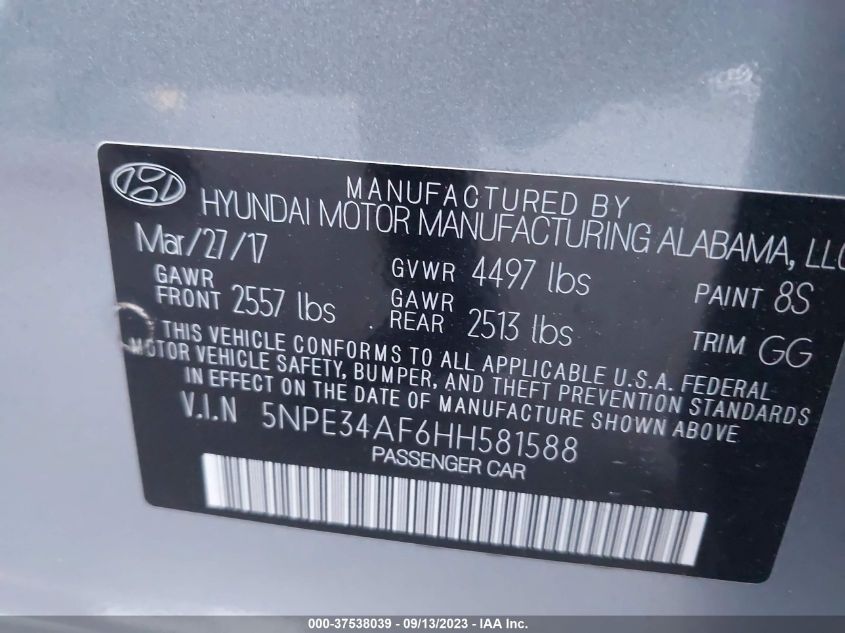 MANUFACTURED BY
HYUNDAI MOTOR MANUFACTURING ALABAMA, LLC
Mar/27/17
GVWR 4497 lbs
PAINT 8S
GAWR FRONT 2557 lbs
GAWR REAR 2513 lbs
TRIM GG
THIS VEHICLE CONFORMS TO ALL APPLICABLE U.S.A. FEDERAL
MOTOR VEHICLE SAFETY, BUMPER, AND THEFT PREVENTION STANDARDS
IN EFFECT ON THE DATE OF MANUFACTURE SHOWN ABOVE.
V.I.N 5NPE34AF6HH581588
PASSENGER CAR
000-37538039 - 09/13/2023 - IAA Inc.